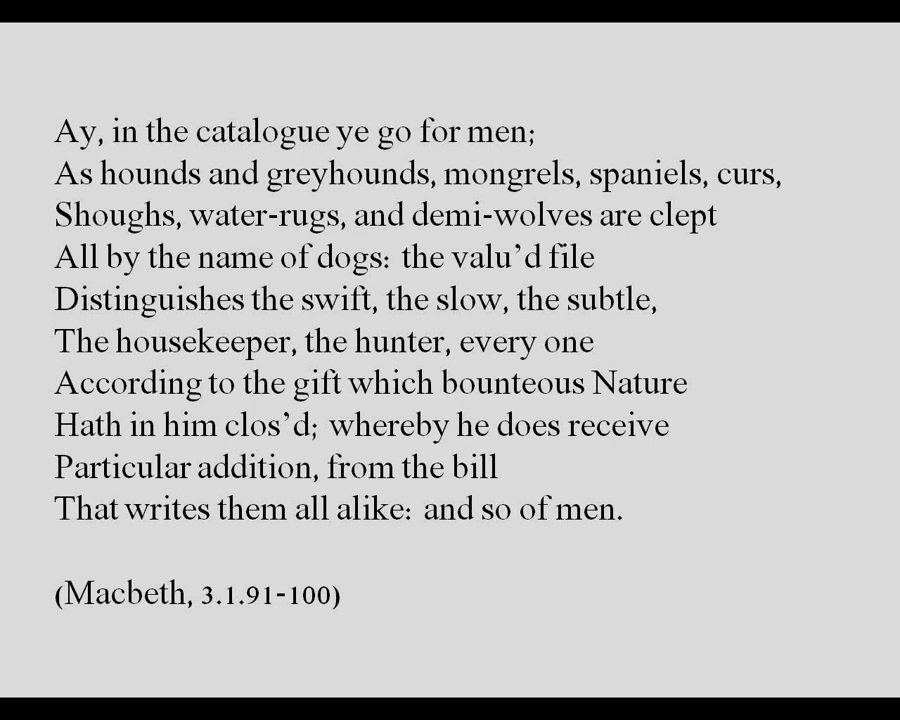 Ay, in the catalogue ye go for men;
As hounds and greyhounds, mongrels, spaniels, curs,
Shoughs, water-rugs, and demi-wolves are clept
All by the name of dogs: the valu’d file
Distinguishes the swift, the slow, the subtle,
The housekeeper, the hunter, every one
According to the gift which bounteous Nature
Hath in him clos’d; whereby he does receive
Particular addition, from the bill
That writes them all alike: and so of men.
(Macbeth, 3.1.91-100)